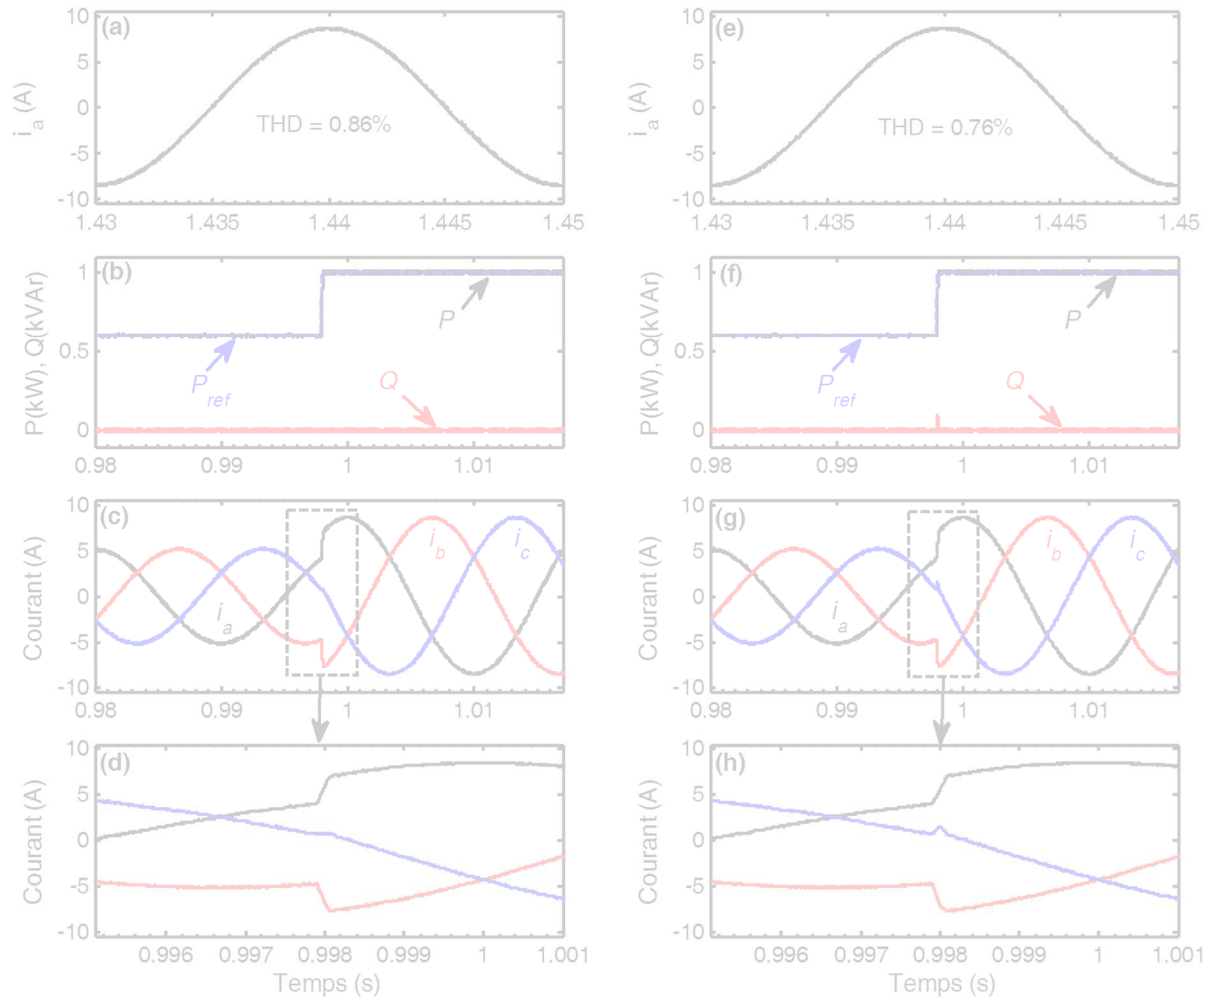 (a)
10
5
0
-5
-10
i_a (A)
THD = 0.86%
1.43 1.435 1.44 1.445 1.45
(e)
10
5
0
-5
-10
i_a (A)
THD = 0.76%
1.43 1.435 1.44 1.445 1.45
(b)
1
0.5
0
P(kW), Q(kVAr)
P
P_ref
Q
0.98 0.99 1 1.01
(f)
1
0.5
0
P(kW), Q(kVAr)
P
P_ref
Q
0.98 0.99 1 1.01
(c)
10
5
0
-5
-10
Courant (A)
i_a
i_b
i_c
0.98 0.99 1 1.01
(g)
10
5
0
-5
-10
Courant (A)
i_a
i_b
i_c
0.98 0.99 1 1.01
(d)
10
5
0
-5
-10
Courant (A)
0.996 0.997 0.998 0.999 1 1.001
Temps (s)
(h)
10
5
0
-5
-10
Courant (A)
0.996 0.997 0.998 0.999 1 1.001
Temps (s)